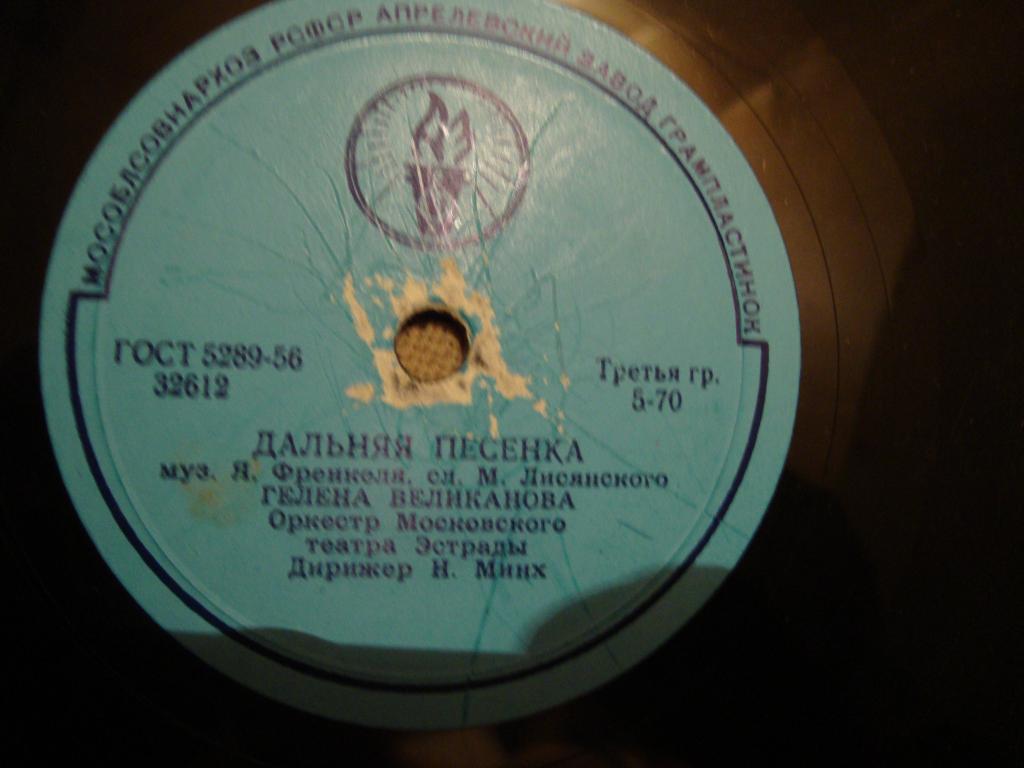 МОСОБЛСОВНАРХОЗ РСФСР АПРЕЛЕВСКИЙ ЗАВОД ГРАМПЛАСТИНОК
ГОСТ 5289-56
32612
Третья гр.
5-70
ДАЛЬНЯЯ ПЕСЕНКА
муз. Я. Френкеля, сл. М. Лисянского
ГЕЛЕНА ВЕЛИКАНОВА
Оркестр Московского
театра Эстрады
Дирижер Н. Минх